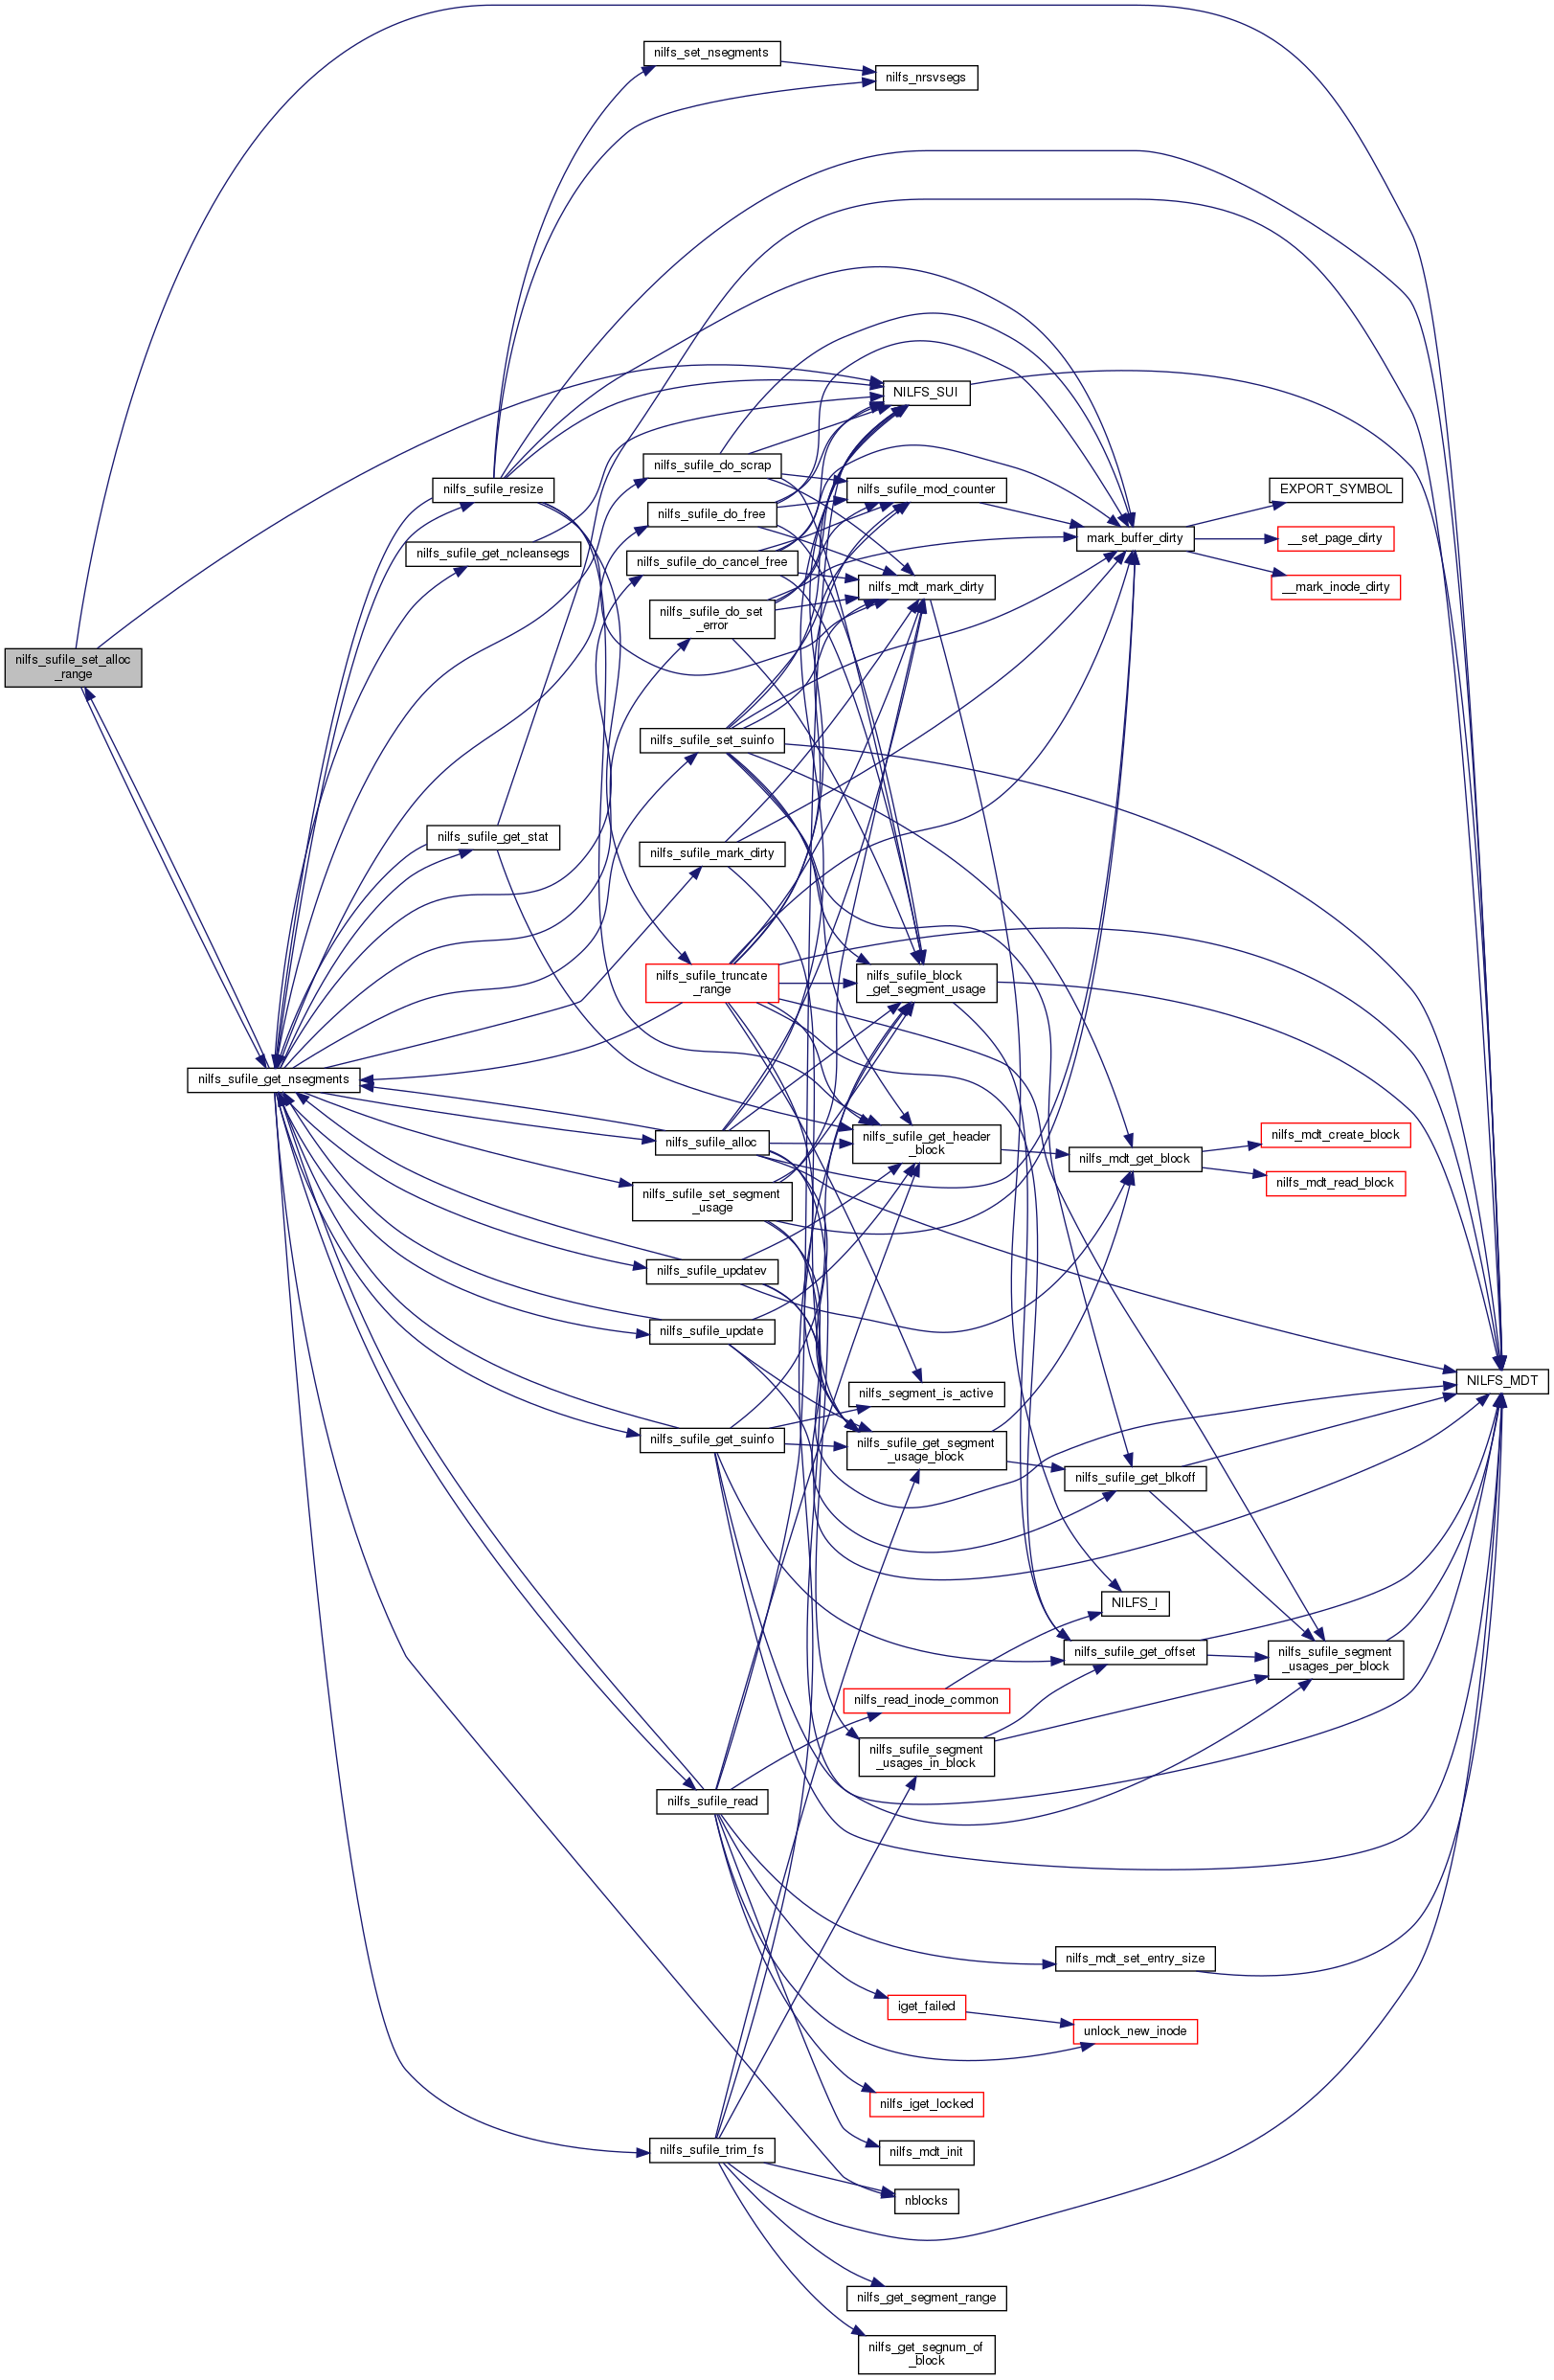 nilfs_set_nsegments
nilfs_nrsvsegs
NILFS_SUI
nilfs_sufile_do_scrap
nilfs_sufile_resize
nilfs_sufile_mod_counter
EXPORT_SYMBOL
nilfs_sufile_do_free
mark_buffer_dirty
__set_page_dirty
nilfs_sufile_get_ncleansegs
nilfs_sufile_do_cancel_free
nilfs_mdt_mark_dirty
__mark_inode_dirty
nilfs_sufile_do_set
_error
nilfs_sufile_set_alloc
_range
nilfs_sufile_set_suinfo
nilfs_sufile_get_stat
nilfs_sufile_mark_dirty
nilfs_sufile_truncate
_range
nilfs_sufile_block
_get_segment_usage
nilfs_sufile_get_nsegments
nilfs_sufile_alloc
nilfs_sufile_get_header
_block
nilfs_mdt_create_block
nilfs_mdt_get_block
nilfs_mdt_read_block
nilfs_sufile_set_segment
_usage
nilfs_sufile_updatev
nilfs_sufile_update
NILFS_MDT
nilfs_segment_is_active
nilfs_sufile_get_suinfo
nilfs_sufile_get_segment
_usage_block
nilfs_sufile_get_blkoff
NILFS_I
nilfs_sufile_get_offset
nilfs_sufile_segment
_usages_per_block
nilfs_read_inode_common
nilfs_sufile_segment
_usages_in_block
nilfs_sufile_read
nilfs_mdt_set_entry_size
iget_failed
unlock_new_inode
nilfs_iget_locked
nilfs_sufile_trim_fs
nilfs_mdt_init
nblocks
nilfs_get_segment_range
nilfs_get_segnum_of
_block